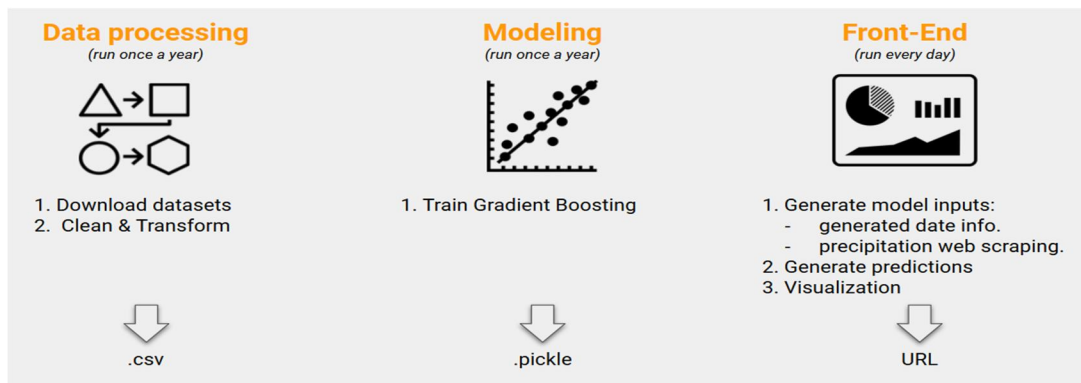 Data processing
(run once a year)
1. Download datasets
2. Clean & Transform
.csv
Modeling
(run once a year)
1. Train Gradient Boosting
.pickle
Front-End
(run every day)
1. Generate model inputs:
- generated date info.
- precipitation web scraping.
2. Generate predictions
3. Visualization
URL